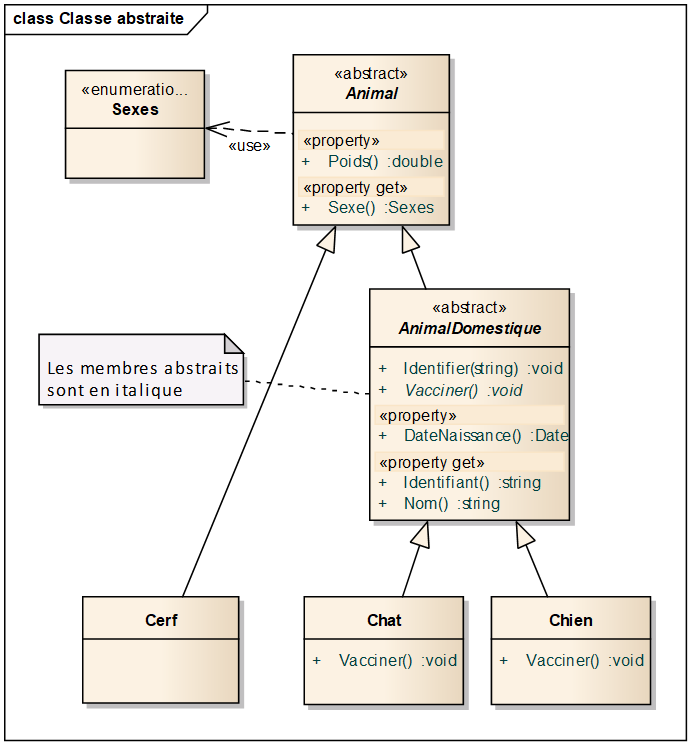 class Classe abstraite
«enumeratio...
Sexes
«abstract»
Animal
«property»
+ Poids() :double
«property get»
+ Sexe() :Sexes
«use»
«abstract»
AnimalDomestique
+ Identifier(string) :void
+ Vacciner() :void
«property»
+ DateNaissance() :Date
«property get»
+ Identifiant() :string
+ Nom() :string
Les membres abstraits
sont en italique
Cerf
Chat
+ Vacciner() :void
Chien
+ Vacciner() :void